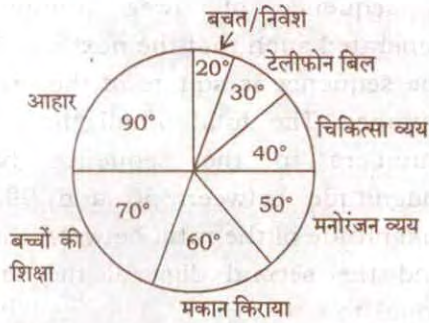 बचत/निवेश
20°
टेलीफोन बिल
30°
आहार
90°
चिकित्सा व्यय
40°
70°
50°
मनोरंजन व्यय
बच्चों की
शिक्षा
60°
मकान किराया